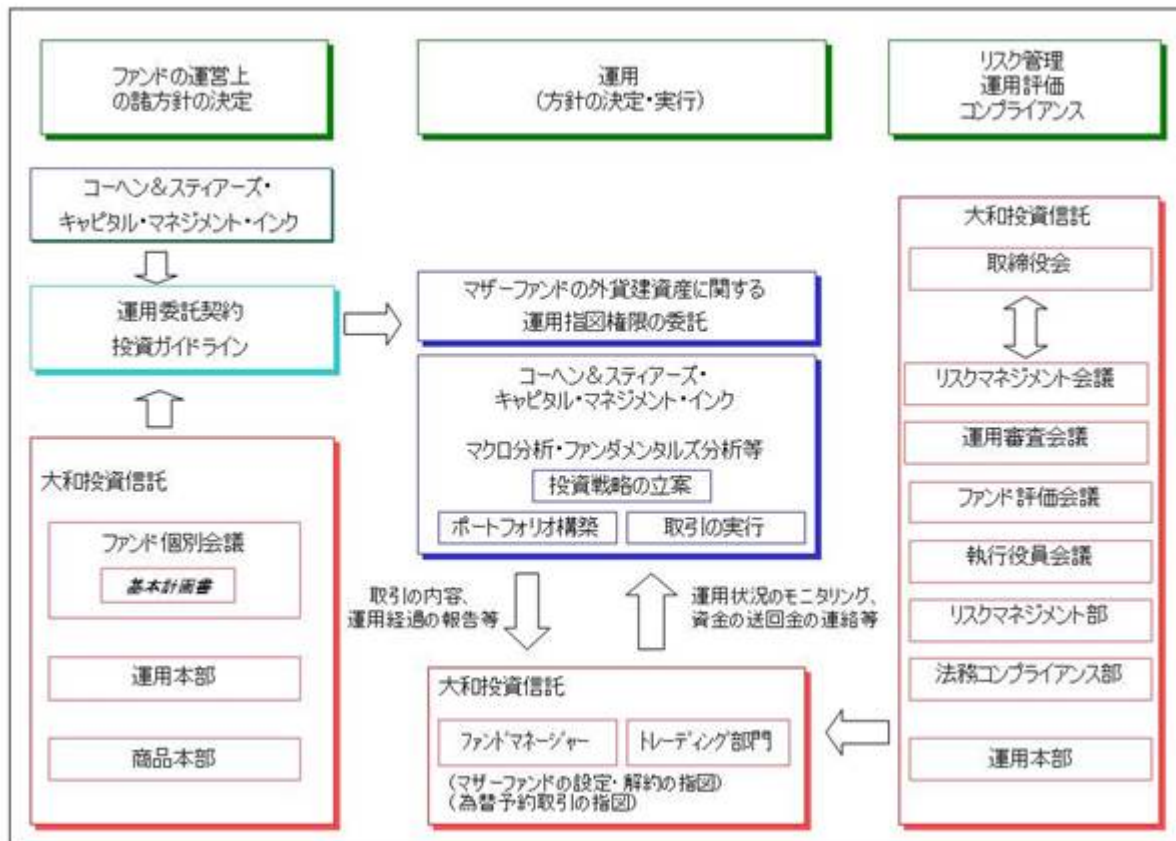 ファンドの運営上
の諸方針の決定
運用
(方針の決定・実行)
リスク管理
運用評価
コンプライアンス
コーヘン&スティアーズ・
キャピタル・マネジメント・インク
運用委託契約
投資ガイドライン
大和投資信託
ファンド個別会議
基本計画書
運用本部
商品本部
マザーファンドの外貨建資産に関する
運用指図権限の委託
コーヘン&スティアーズ・
キャピタル・マネジメント・インク
マクロ分析・ファンダメンタルズ分析等
投資戦略の立案
ポートフォリオ構築
取引の実行
取引の内容、
運用経過の報告等
運用状況のモニタリング、
資金の送回金の連絡等
大和投資信託
ファンドマネージャー
トレーディング部門
(マザーファンドの設定・解約の指図)
(為替予約取引の指図)
大和投資信託
取締役会
リスクマネジメント会議
運用審査会議
ファンド評価会議
執行役員会議
リスクマネジメント部
法務コンプライアンス部
運用本部